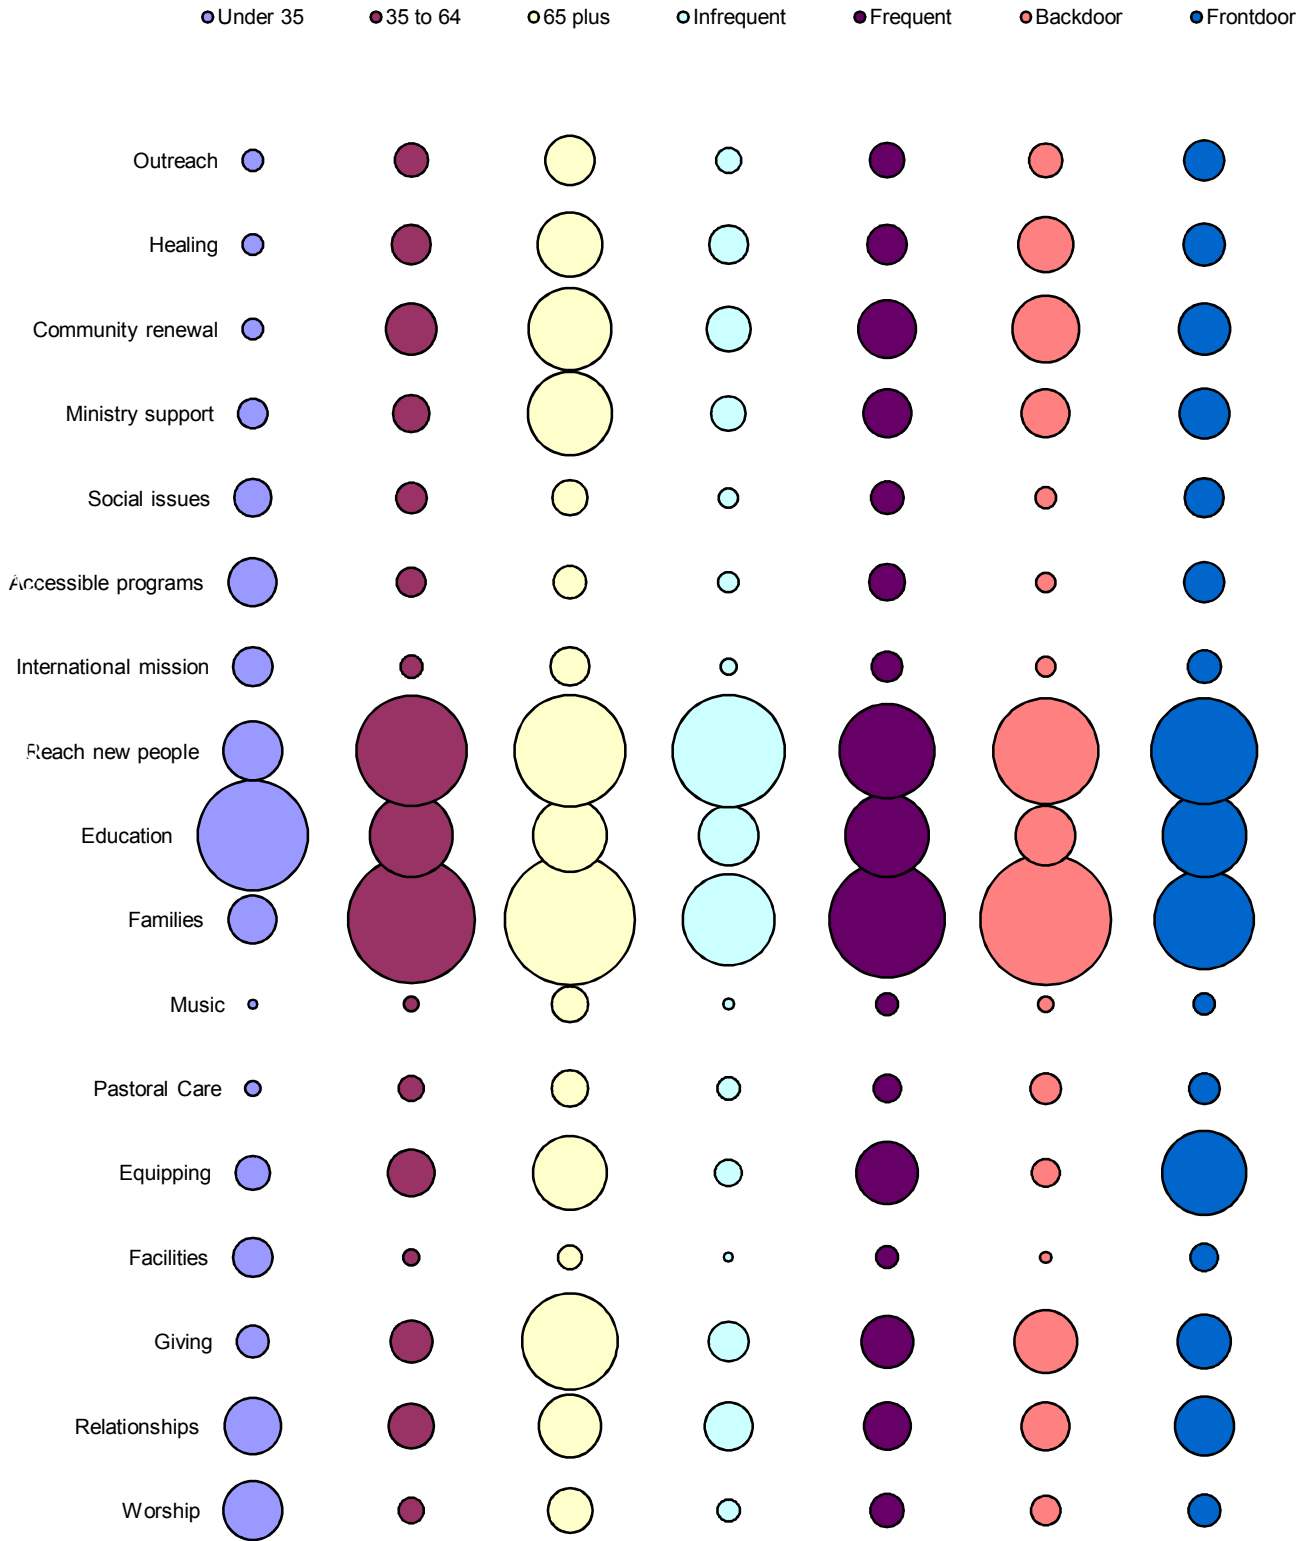 Under 35 35 to 64 65 plus Infrequent Frequent Backdoor Frontdoor
Outreach
Healing
Community renewal
Ministry support
Social issues
Accessible programs
International mission
Reach new people
Education
Families
Music
Pastoral Care
Equipping
Facilities
Giving
Relationships
Worship